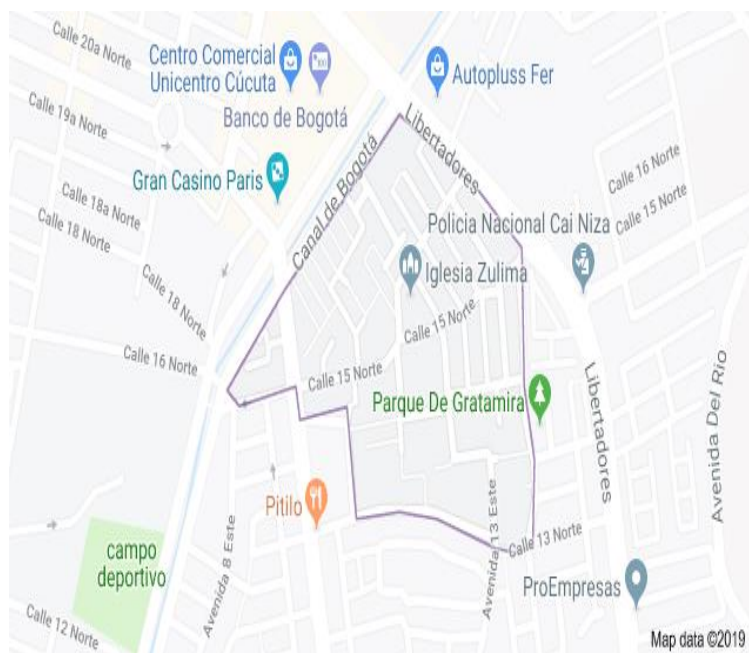 Calle 20a Norte
Centro Comercial
Unicentro Cúcuta
Banco de Bogotá
Autopluss Fer
Calle 19a Norte
Libertadores
Canal de Bogotá
Gran Casino Paris
Calle 16 Norte
Calle 15 Norte
Calle 18a Norte
Calle 18 Norte
Policia Nacional Cai Niza
Iglesia Zulima
Calle 18 Norte
Calle 15 Norte
Calle 16 Norte
Calle 15 Norte
Parque De Gratamira
Libertadores
Avenida Del Rio
Pitilo
Avenida 8 Este
Avenida 13 Este
Calle 13 Norte
campo
deportivo
ProEmpresas
Calle 12 Norte
Map data ©2019